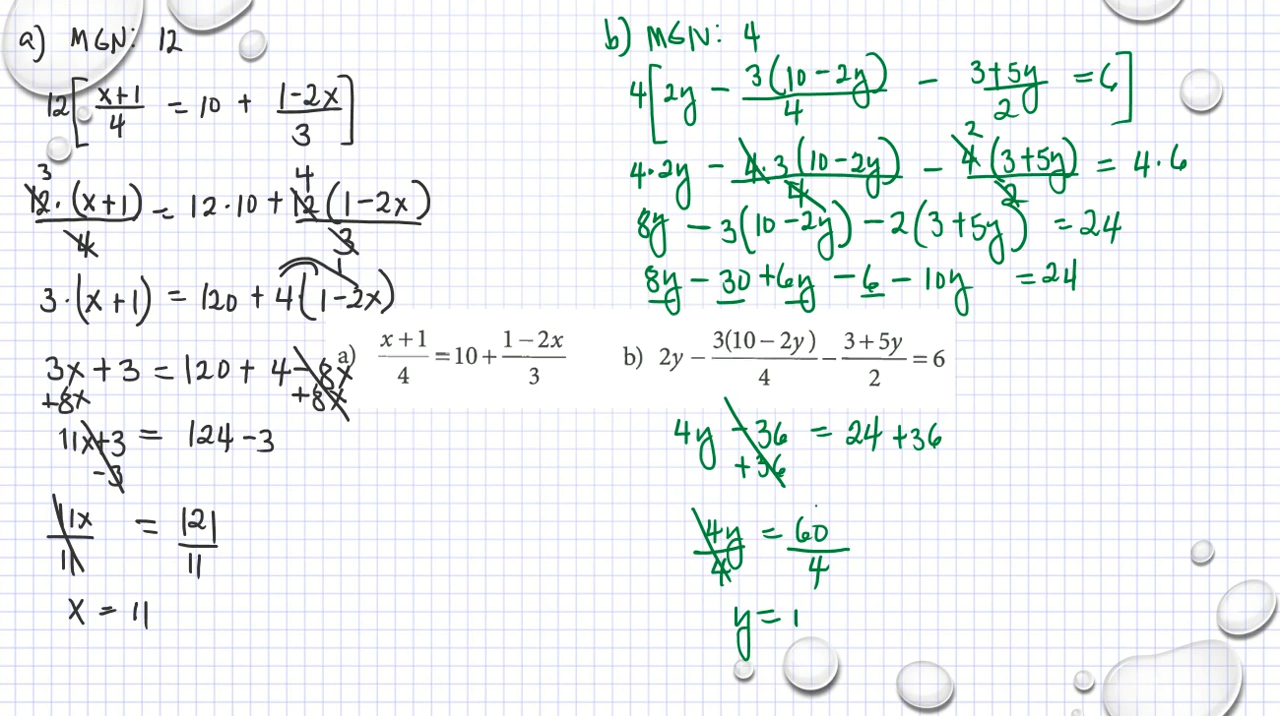 a) MGN: 12
12[(x+1)/4 = 10 + (1-2x)/3]
12·(x+1)/4 = 12·10 + 12(1-2x)/3
3 4
3·(x+1) = 120 + 4(1-2x)
3x+3 = 120 + 4 - 8x
+8x +8x
11x+3 = 124 - 3
-3
11x/11 = 121/11
x = 11
b) MGN: 4
4[2y - 3(10-2y)/4 - (3+5y)/2 = 6]
4·2y - 4·3(10-2y)/4 - 4(3+5y)/2 = 4·6
2
8y - 3(10-2y) - 2(3+5y) = 24
8y - 30 + 6y - 6 - 10y = 24
a) (x+1)/4 = 10 + (1-2x)/3
b) 2y - 3(10-2y)/4 - (3+5y)/2 = 6
4y - 36 = 24 + 36
+36
4y/4 = 60/4
y = 1